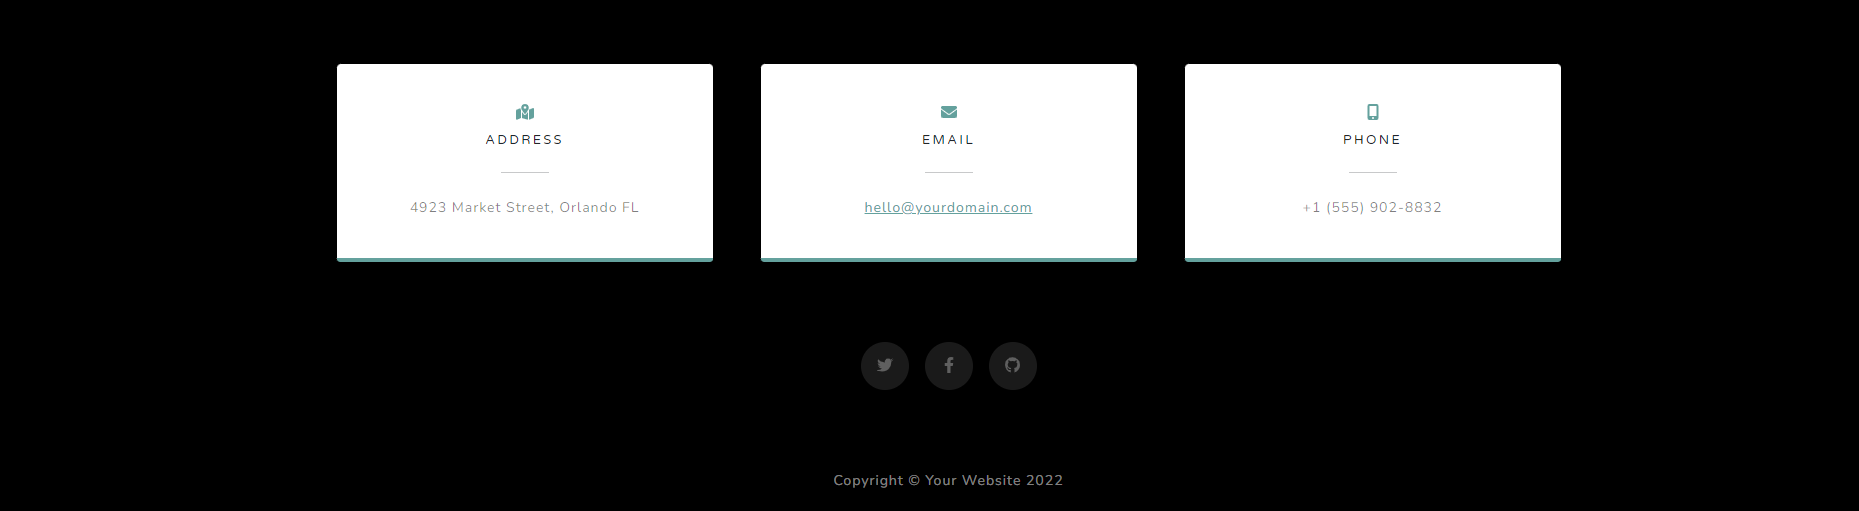 ADDRESS
4923 Market Street, Orlando FL
EMAIL
hello@yourdomain.com
PHONE
+1 (555) 902-8832
Copyright © Your Website 2022